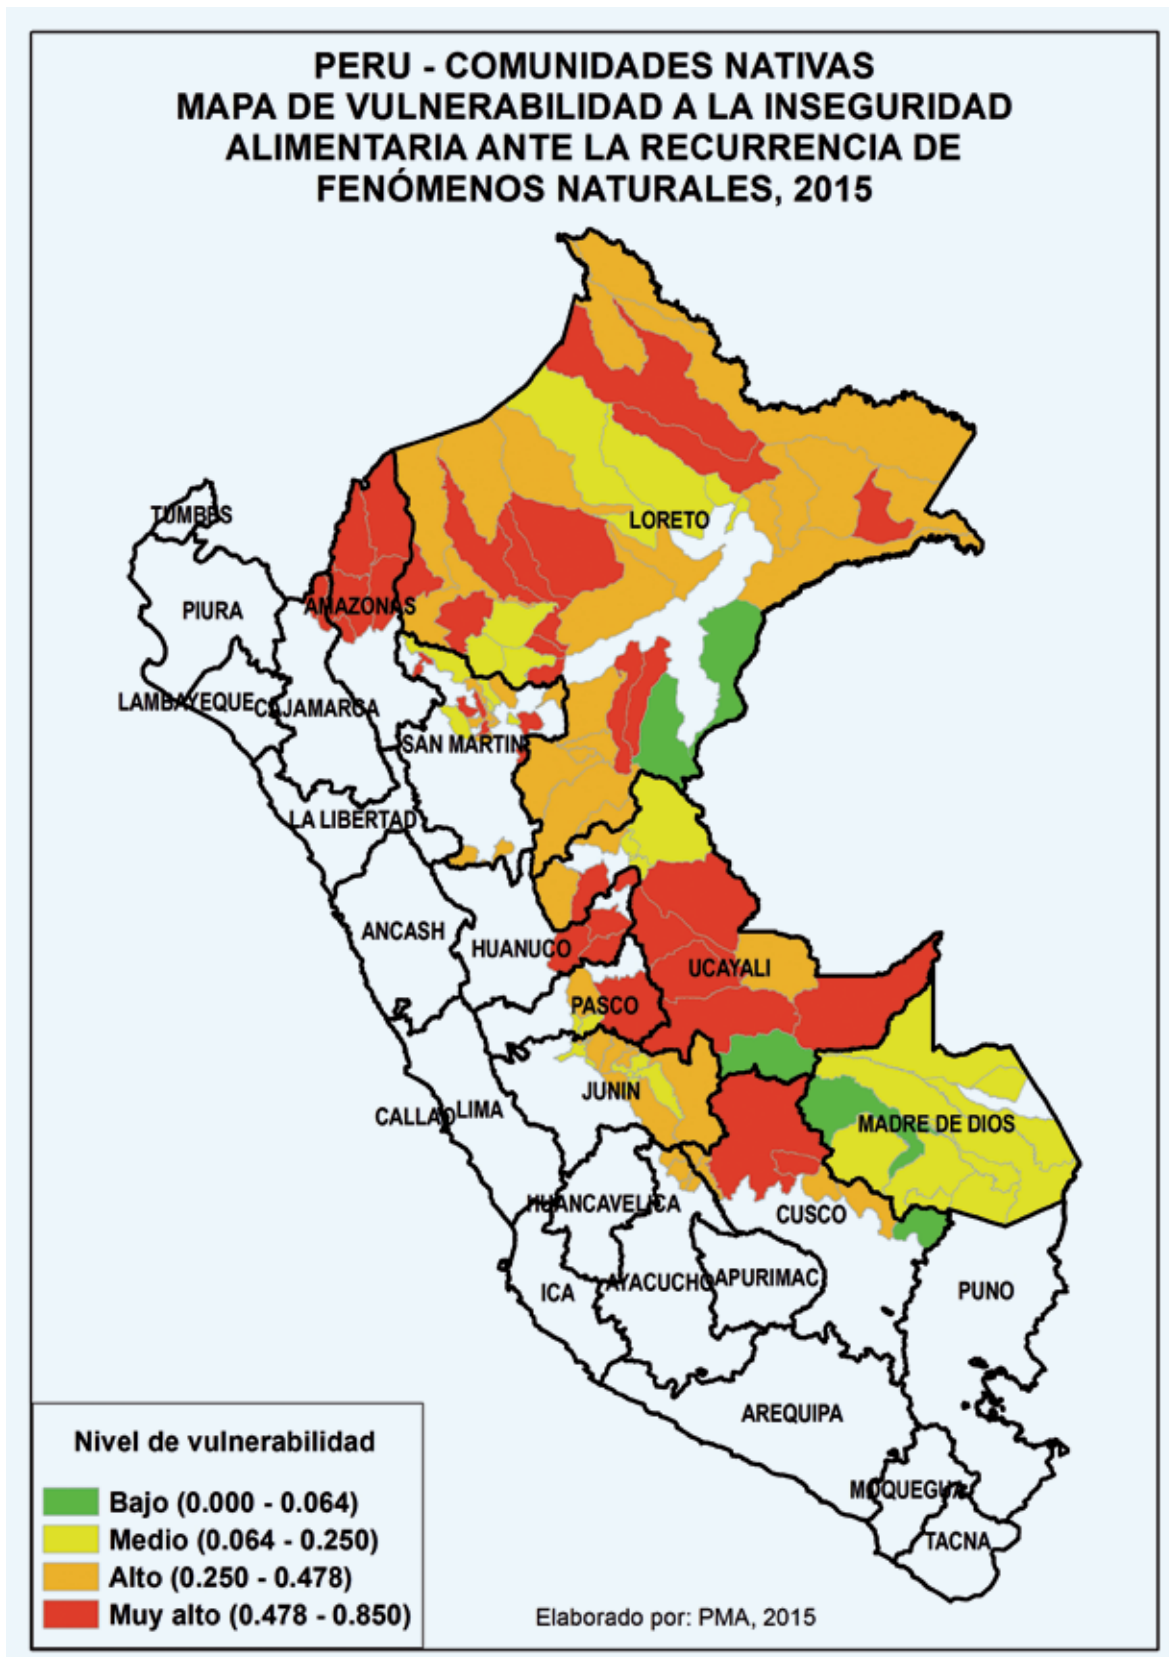 PERU - COMUNIDADES NATIVAS
MAPA DE VULNERABILIDAD A LA INSEGURIDAD
ALIMENTARIA ANTE LA RECURRENCIA DE
FENÓMENOS NATURALES, 2015
TUMBES
LORETO
PIURA
AMAZONAS
LAMBAYEQUE
CAJAMARCA
SAN MARTIN
LA LIBERTAD
ANCASH
HUANUCO
UCAYALI
PASCO
JUNIN
CALLAO
LIMA
MADRE DE DIOS
HUANCAVELICA
CUSCO
ICA
AYACUCHO
APURIMAC
PUNO
AREQUIPA
MOQUEGUA
TACNA
Nivel de vulnerabilidad
Bajo (0.000 - 0.064)
Medio (0.064 - 0.250)
Alto (0.250 - 0.478)
Muy alto (0.478 - 0.850)
Elaborado por: PMA, 2015